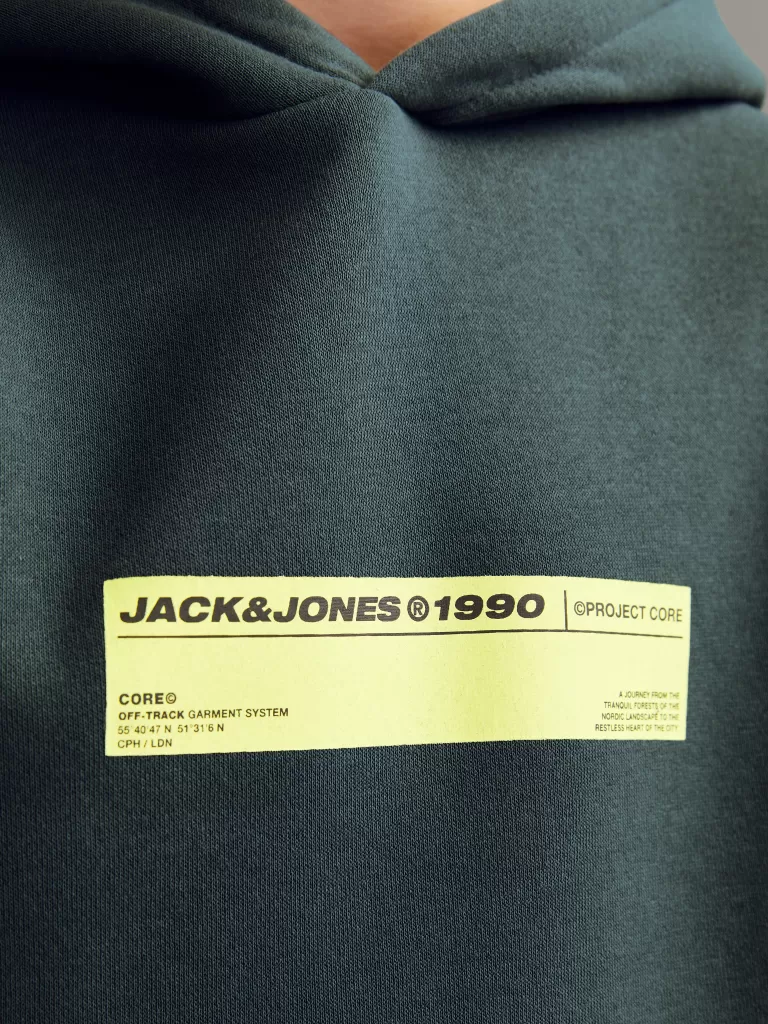 JACK&JONES®1990
©PROJECT CORE
CORE©
OFF-TRACK GARMENT SYSTEM
55°40'47 N 51°31'6 N
CPH / LDN
A JOURNEY FROM THE
TRANQUIL FORESTS OF THE
NORDIC LANDSCAPE TO THE
RESTLESS HEART OF THE CITY.